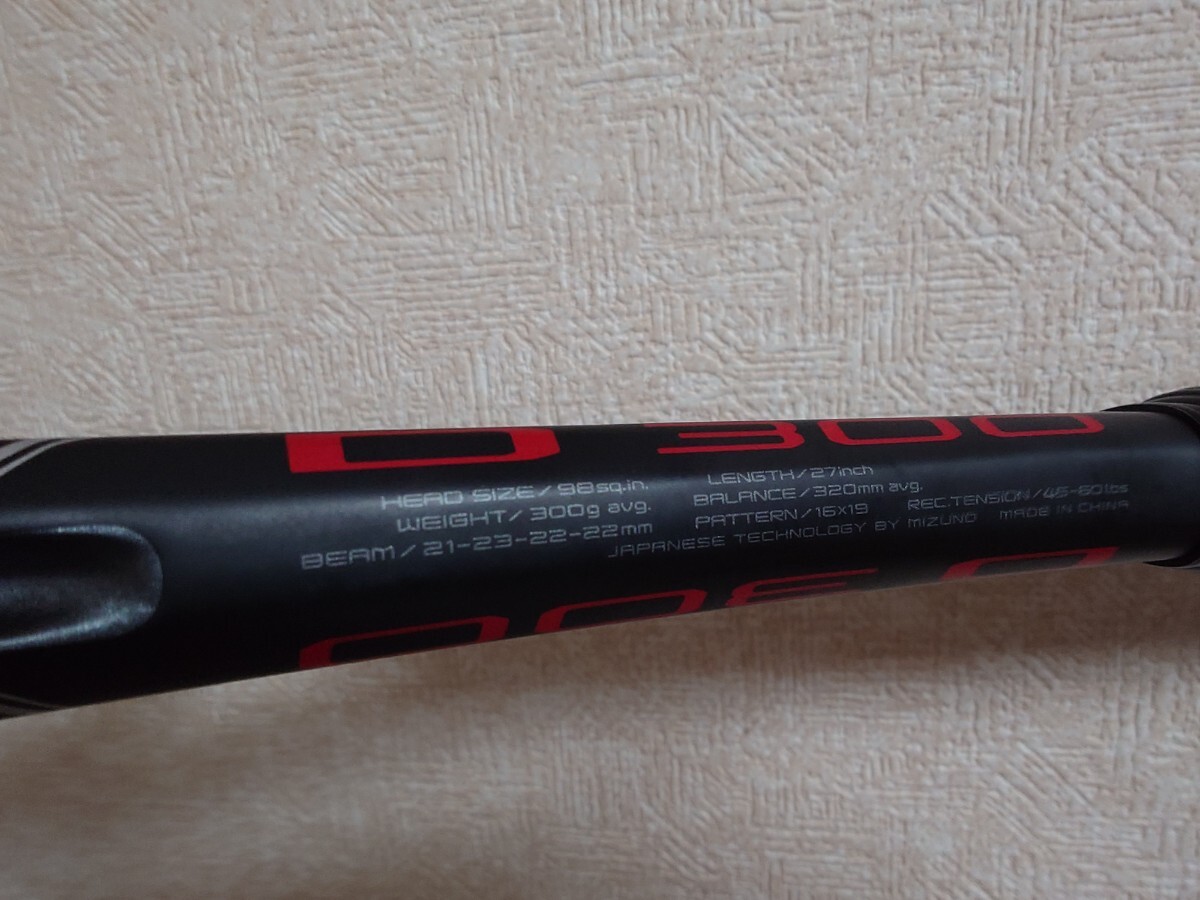 D 300
HEAD SIZE/98sq.in.
WEIGHT/300g avg.
BEAM/21-23-22-22mm
LENGTH/27inch
BALANCE/320mm avg.
PATTERN/16x19
REC.TENSION/45-60lbs
JAPANESE TECHNOLOGY BY MIZUNO MADE IN CHINA
D 300